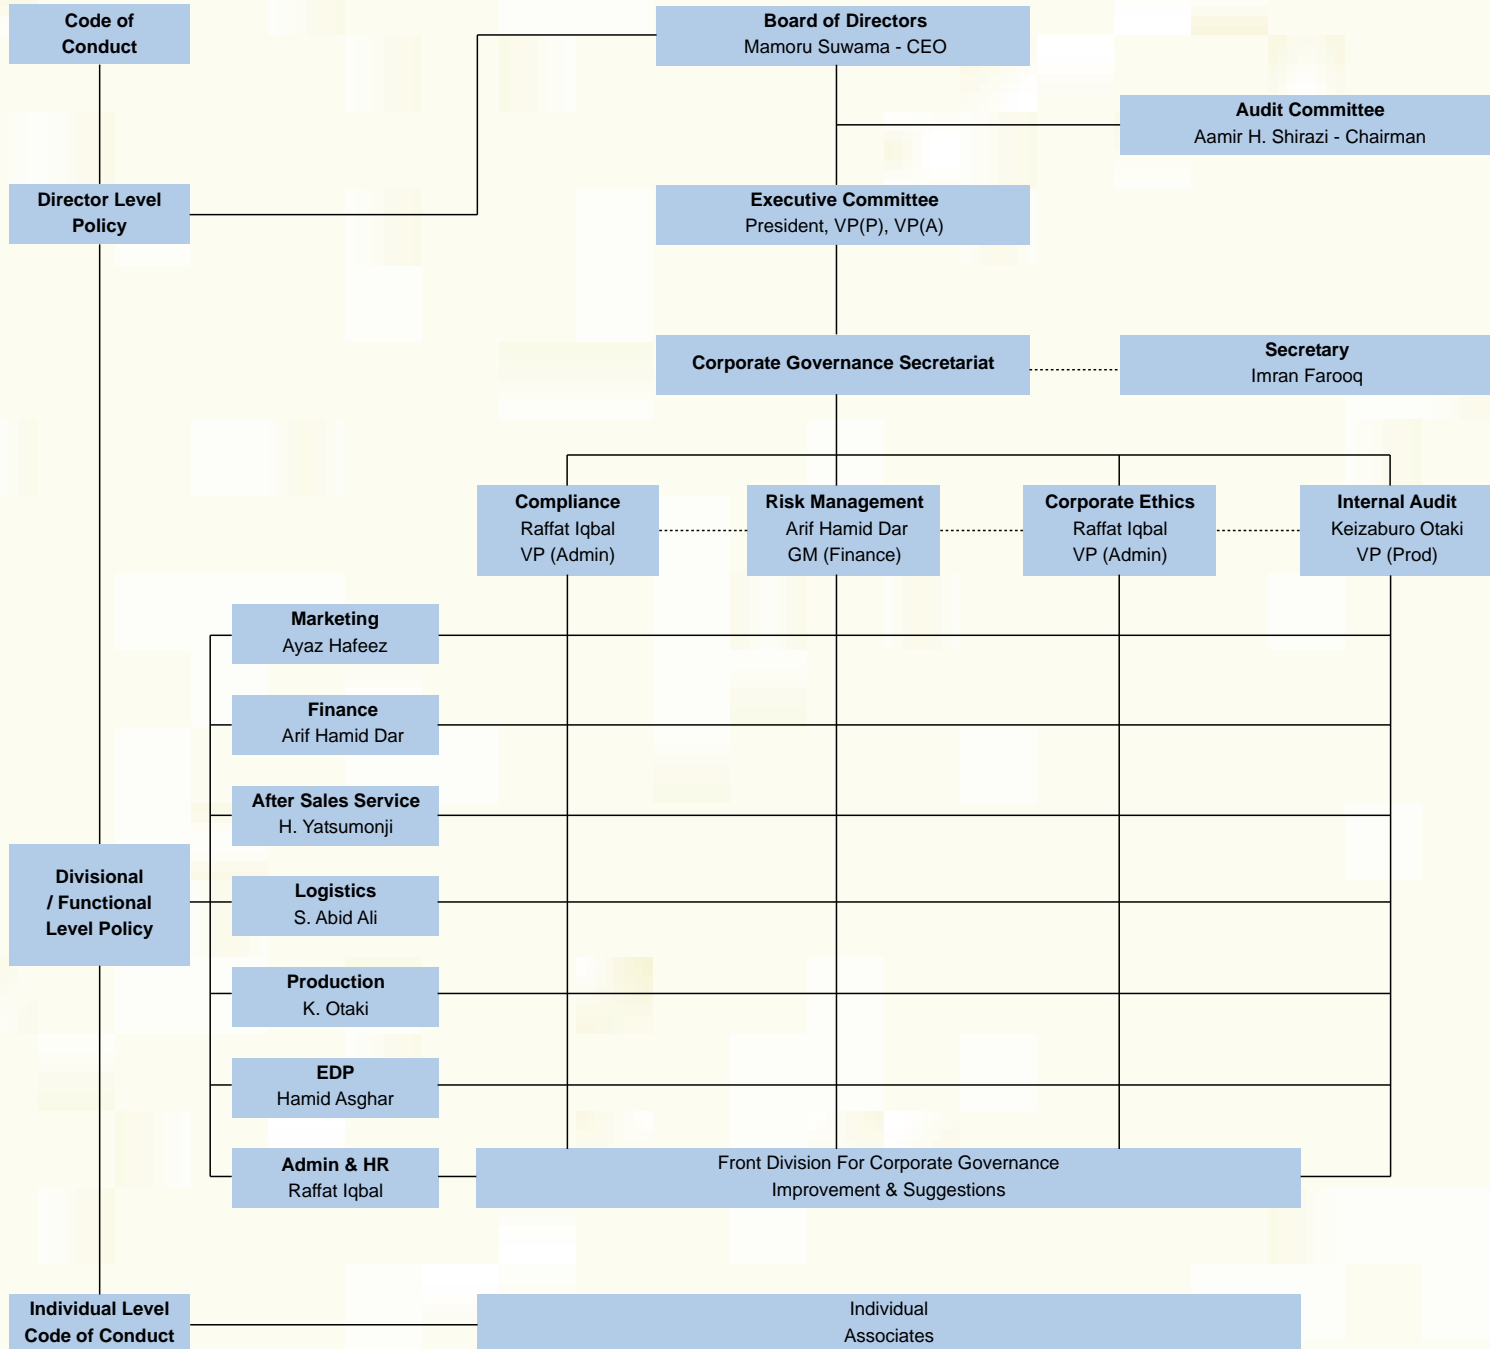 Code of
Conduct
Board of Directors
Mamoru Suwama - CEO
Audit Committee
Aamir H. Shirazi - Chairman
Director Level
Policy
Executive Committee
President, VP(P), VP(A)
Corporate Governance Secretariat
Secretary
Imran Farooq
Compliance
Raffat Iqbal
VP (Admin)
Risk Management
Arif Hamid Dar
GM (Finance)
Corporate Ethics
Raffat Iqbal
VP (Admin)
Internal Audit
Keizaburo Otaki
VP (Prod)
Marketing
Ayaz Hafeez
Finance
Arif Hamid Dar
After Sales Service
H. Yatsumonji
Divisional
/ Functional
Level Policy
Logistics
S. Abid Ali
Production
K. Otaki
EDP
Hamid Asghar
Admin & HR
Raffat Iqbal
Front Division For Corporate Governance
Improvement & Suggestions
Individual Level
Code of Conduct
Individual
Associates